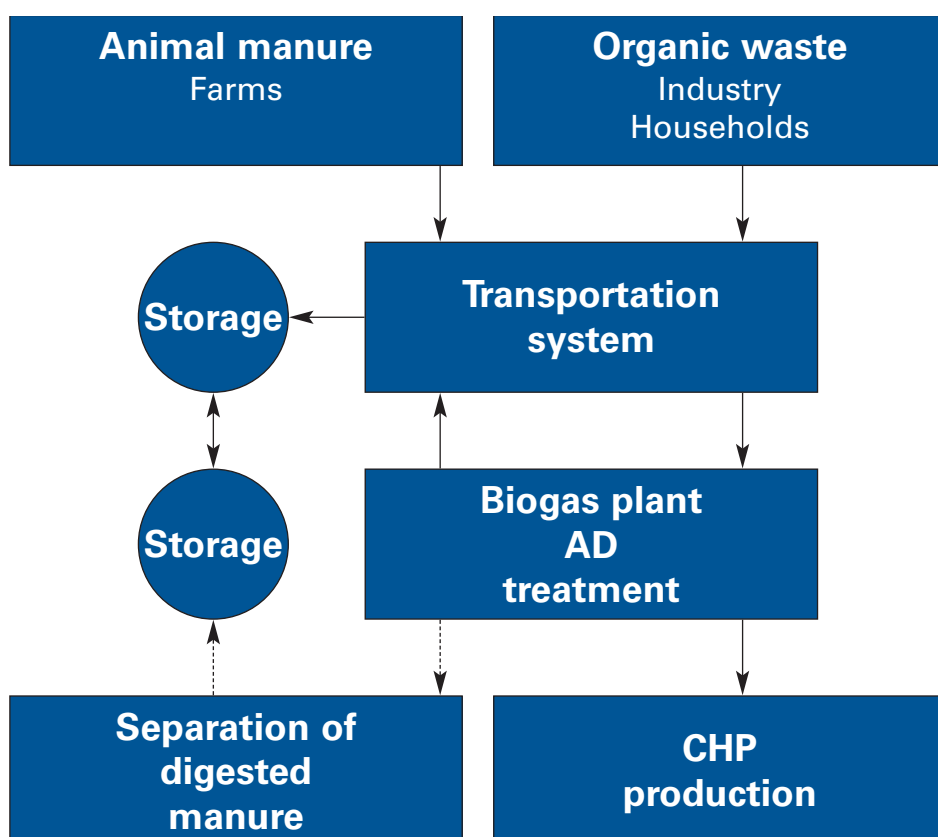 Animal manure
Farms
Organic waste
Industry
Households
Storage
Transportation
system
Storage
Biogas plant
AD
treatment
Separation of
digested
manure
CHP
production